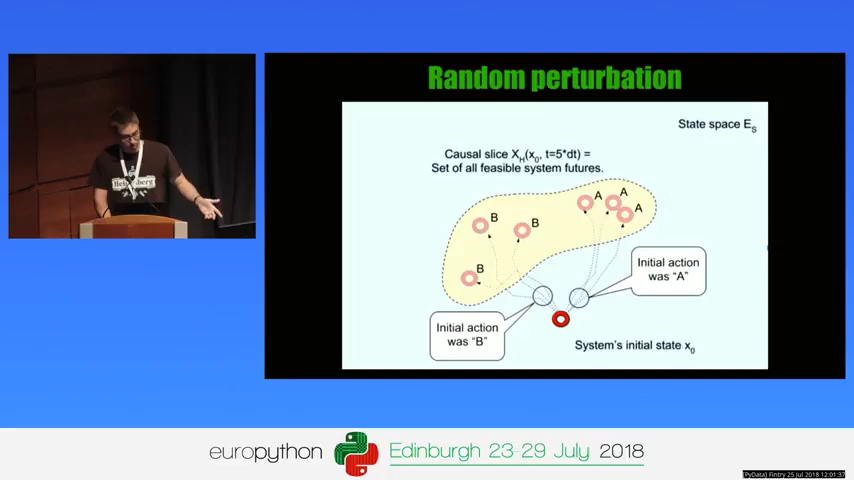 Random perturbation
State space E_S
Causal slice X_H(x_0, t=5*dt) =
Set of all feasible system futures.
A
A
A
B
B
B
Initial action
was "A"
Initial action
was "B"
System's initial state x_0
europython
Edinburgh 23-29 July 2018
[PyData] Fintry 25 Jul 2018 12:01:37